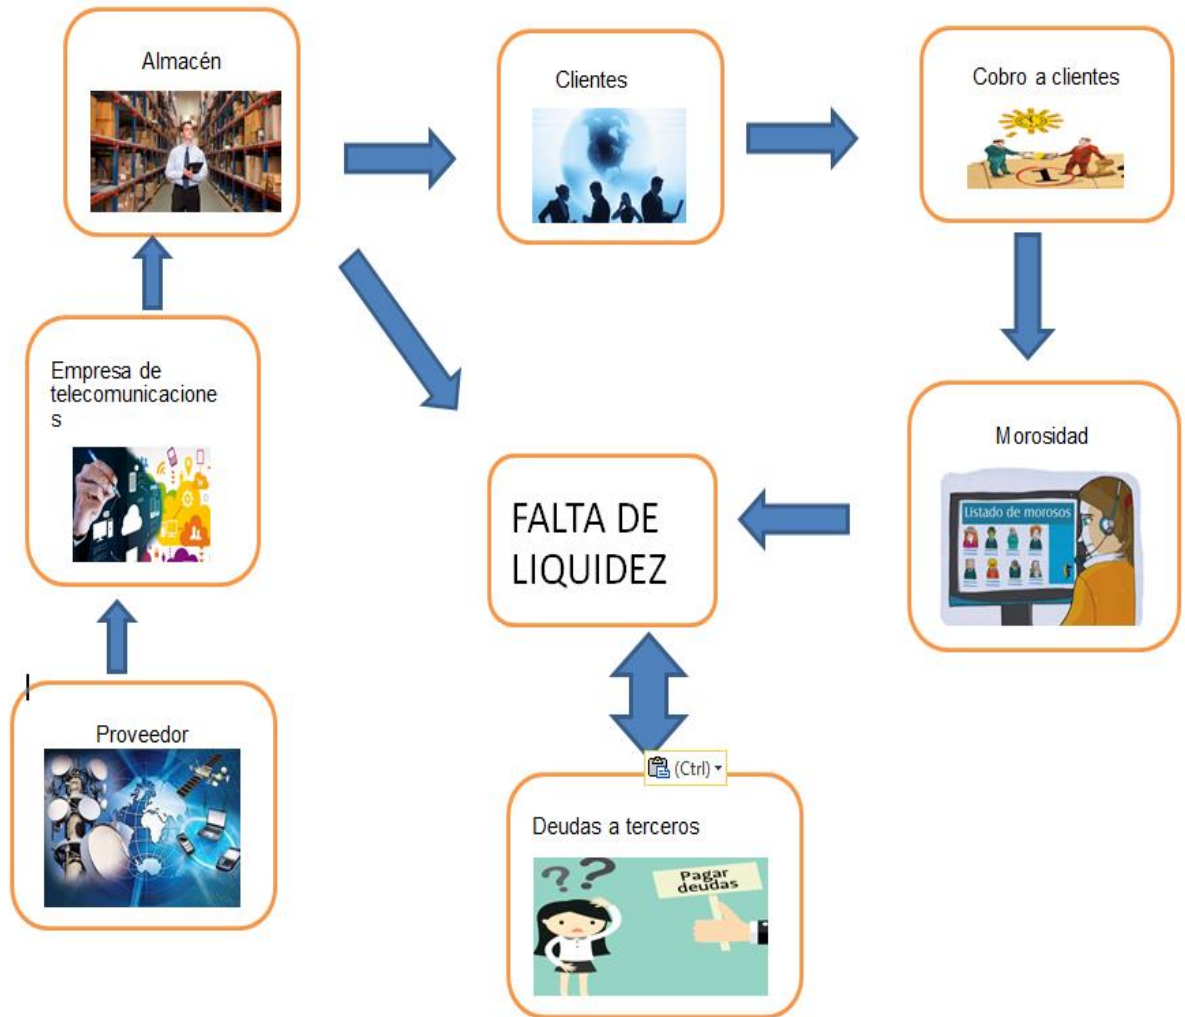 Almacén
Clientes
Cobro a clientes
Empresa de
telecomunicacione
s
Morosidad
Listado de morosos
FALTA DE
LIQUIDEZ
Proveedor
(Ctrl)
Deudas a terceros
??
Pagar
deudas